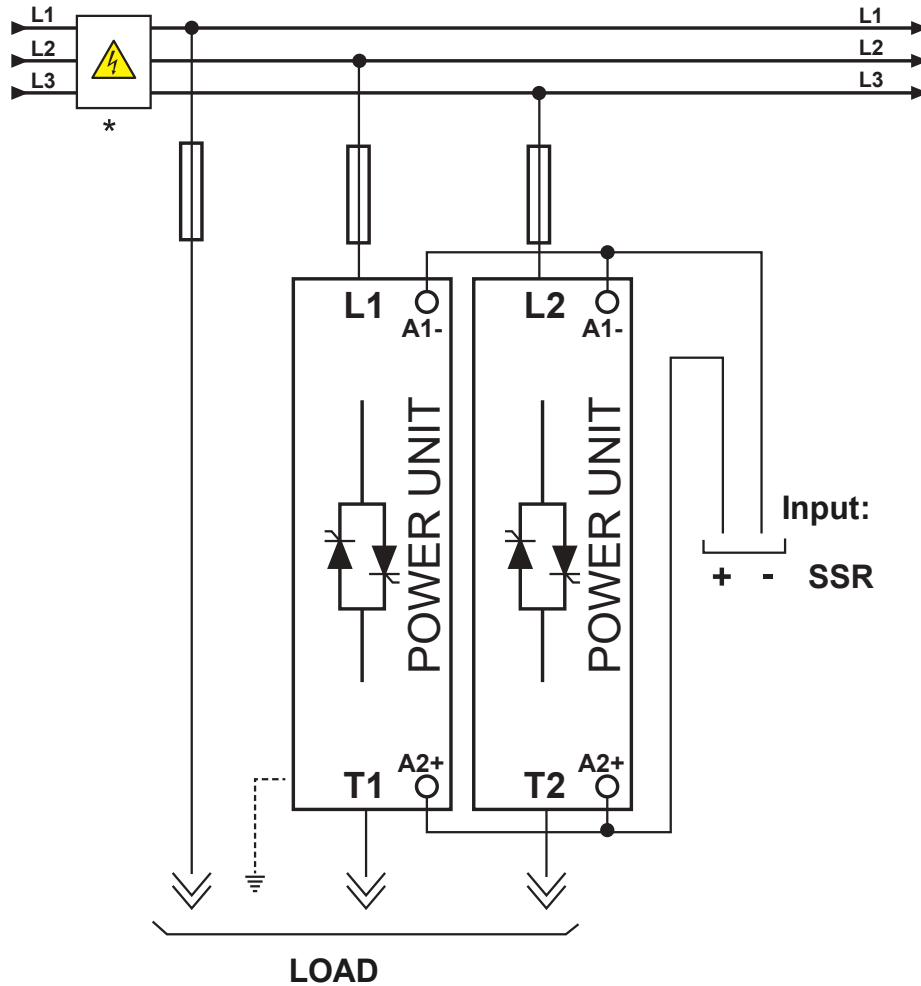 L1
L1
L2
L2
L3
L3
*
L1
A1-
L2
A1-
POWER UNIT
POWER UNIT
Input:
+ - SSR
T1
A2+
T2
A2+
LOAD